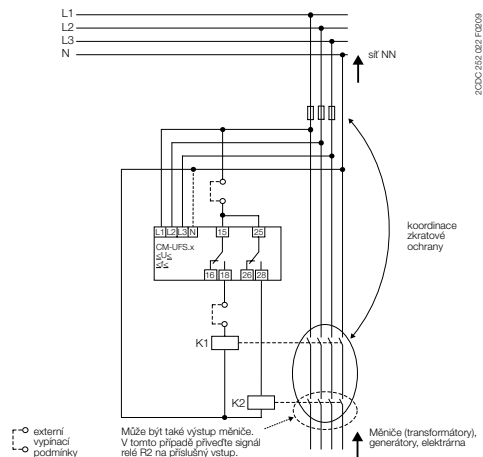 L1
L2
L3
N
síť NN
2CDC 252 022 F0209
koordinace
zkratové
ochrany
L1 L2 L3 N 15 25
CM-UFS.x
≤U≤
≤f≤
16 18 26 28
K1
K2
externí
vypínací
podmínky
Může být také výstup měniče.
V tomto případě přiveďte signál
relé R2 na příslušný vstup.
Měniče (transformátory),
generátory, elektrárna